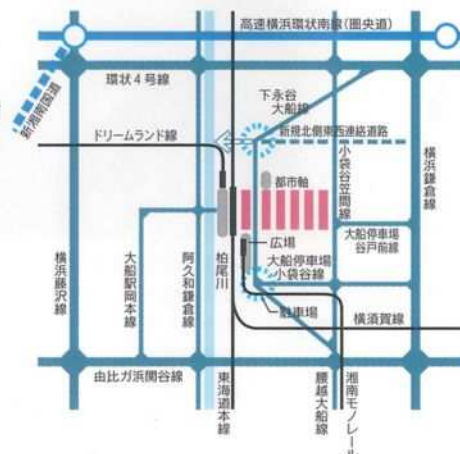 高速横浜環状南線(圏央道)
新湘南国道
環状4号線
下永谷
大船線
ドリームランド線
新規北側東西連絡道路
都市軸
小袋谷笠間線
横浜鎌倉線
広場
大船停車場
谷戸前線
大船停車場
小袋谷線
横浜藤沢線
大船駅岡本線
阿久和鎌倉線
柏尾川
駐車場
横須賀線
由比ガ浜関谷線
東海道本線
腰越大船線
湘南モノレール